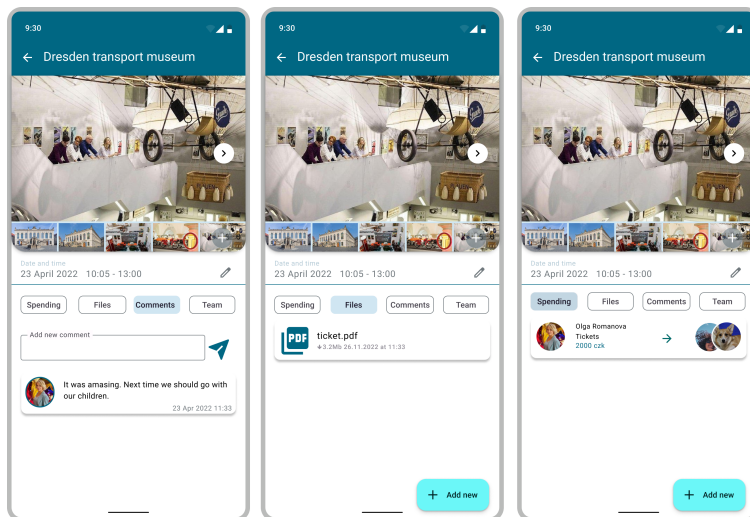 9:30
Dresden transport museum
Date and time
23 April 2022 10:05 - 13:00
Spending Files Comments Team
Add new comment
It was amasing. Next time we should go with
our children.
23 Apr 2022 11:33
9:30
Dresden transport museum
Date and time
23 April 2022 10:05 - 13:00
Spending Files Comments Team
PDF
ticket.pdf
3.2Mb 26.11.2022 at 11:33
+ Add new
9:30
Dresden transport museum
Date and time
23 April 2022 10:05 - 13:00
Spending Files Comments Team
Olga Romanova
Tickets
2000 czk
+ Add new